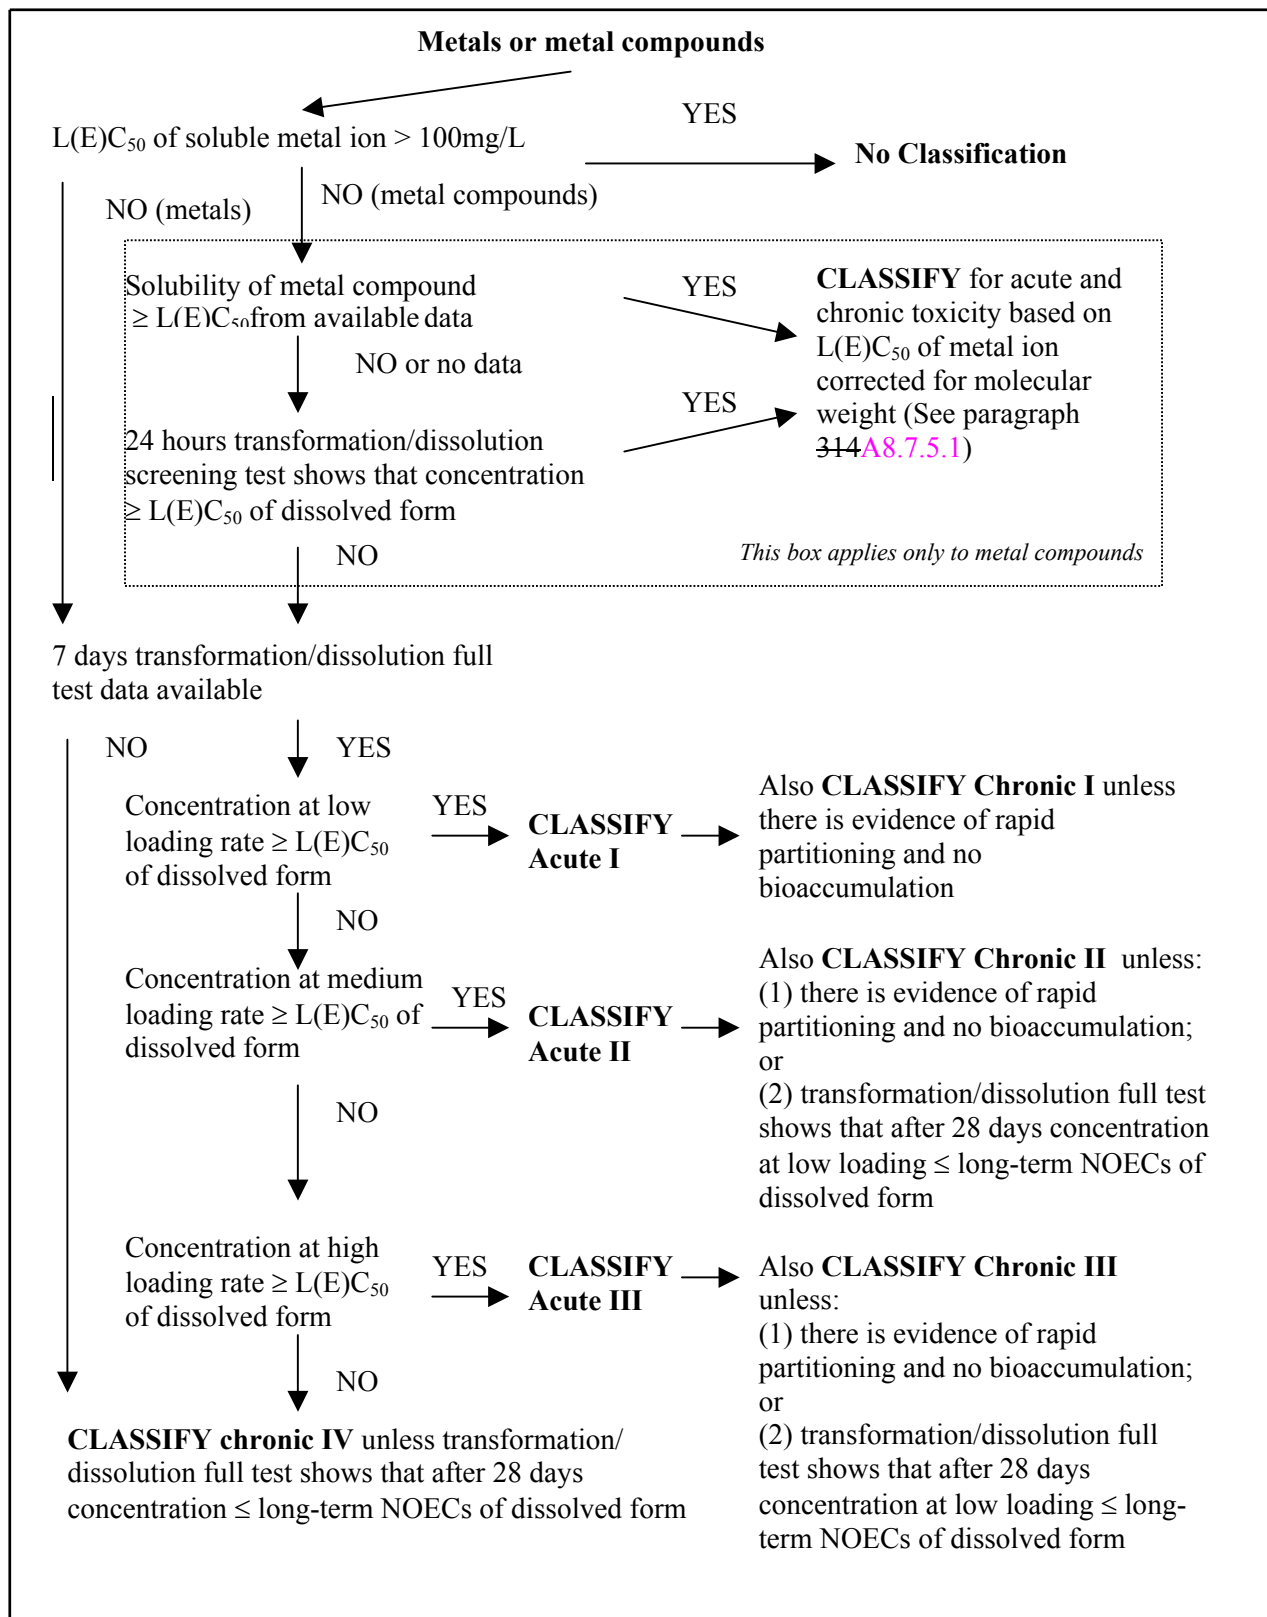 Metals or metal compounds
L(E)C50 of soluble metal ion > 100mg/L
YES
No Classification
NO (metals)
NO (metal compounds)
Solubility of metal compound
≥ L(E)C50from available data
YES
NO or no data
24 hours transformation/dissolution
screening test shows that concentration
≥ L(E)C50 of dissolved form
YES
CLASSIFY for acute and
chronic toxicity based on
L(E)C50 of metal ion
corrected for molecular
weight (See paragraph
314A8.7.5.1)
NO
This box applies only to metal compounds
7 days transformation/dissolution full
test data available
NO
YES
Concentration at low
loading rate ≥ L(E)C50
of dissolved form
YES
CLASSIFY
Acute I
Also CLASSIFY Chronic I unless
there is evidence of rapid
partitioning and no
bioaccumulation
NO
Concentration at medium
loading rate ≥ L(E)C50 of
dissolved form
YES
CLASSIFY
Acute II
Also CLASSIFY Chronic II unless:
(1) there is evidence of rapid
partitioning and no bioaccumulation;
or
(2) transformation/dissolution full test
shows that after 28 days concentration
at low loading ≤ long-term NOECs of
dissolved form
NO
Concentration at high
loading rate ≥ L(E)C50
of dissolved form
YES
CLASSIFY
Acute III
Also CLASSIFY Chronic III
unless:
(1) there is evidence of rapid
partitioning and no bioaccumulation;
or
(2) transformation/dissolution full
test shows that after 28 days
concentration at low loading ≤ long-
term NOECs of dissolved form
NO
CLASSIFY chronic IV unless transformation/
dissolution full test shows that after 28 days
concentration ≤ long-term NOECs of dissolved form